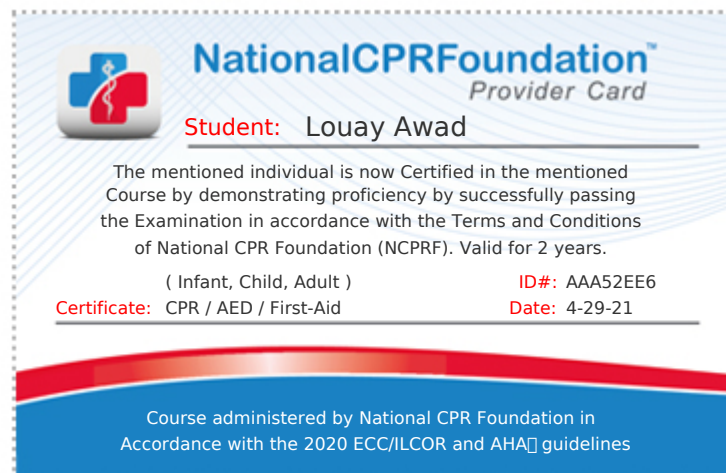 NationalCPRFoundation™
Provider Card
Student: Louay Awad
The mentioned individual is now Certified in the mentioned
Course by demonstrating proficiency by successfully passing
the Examination in accordance with the Terms and Conditions
of National CPR Foundation (NCPRF). Valid for 2 years.
( Infant, Child, Adult ) ID#: AAA52EE6
Certificate: CPR / AED / First-Aid Date: 4-29-21
Course administered by National CPR Foundation in
Accordance with the 2020 ECC/ILCOR and AHA▯ guidelines